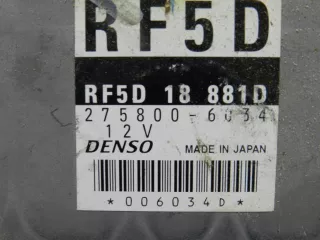 RF5D
RF5D 18 881D
275800-6034
12V
DENSO MADE IN JAPAN
*006034D*